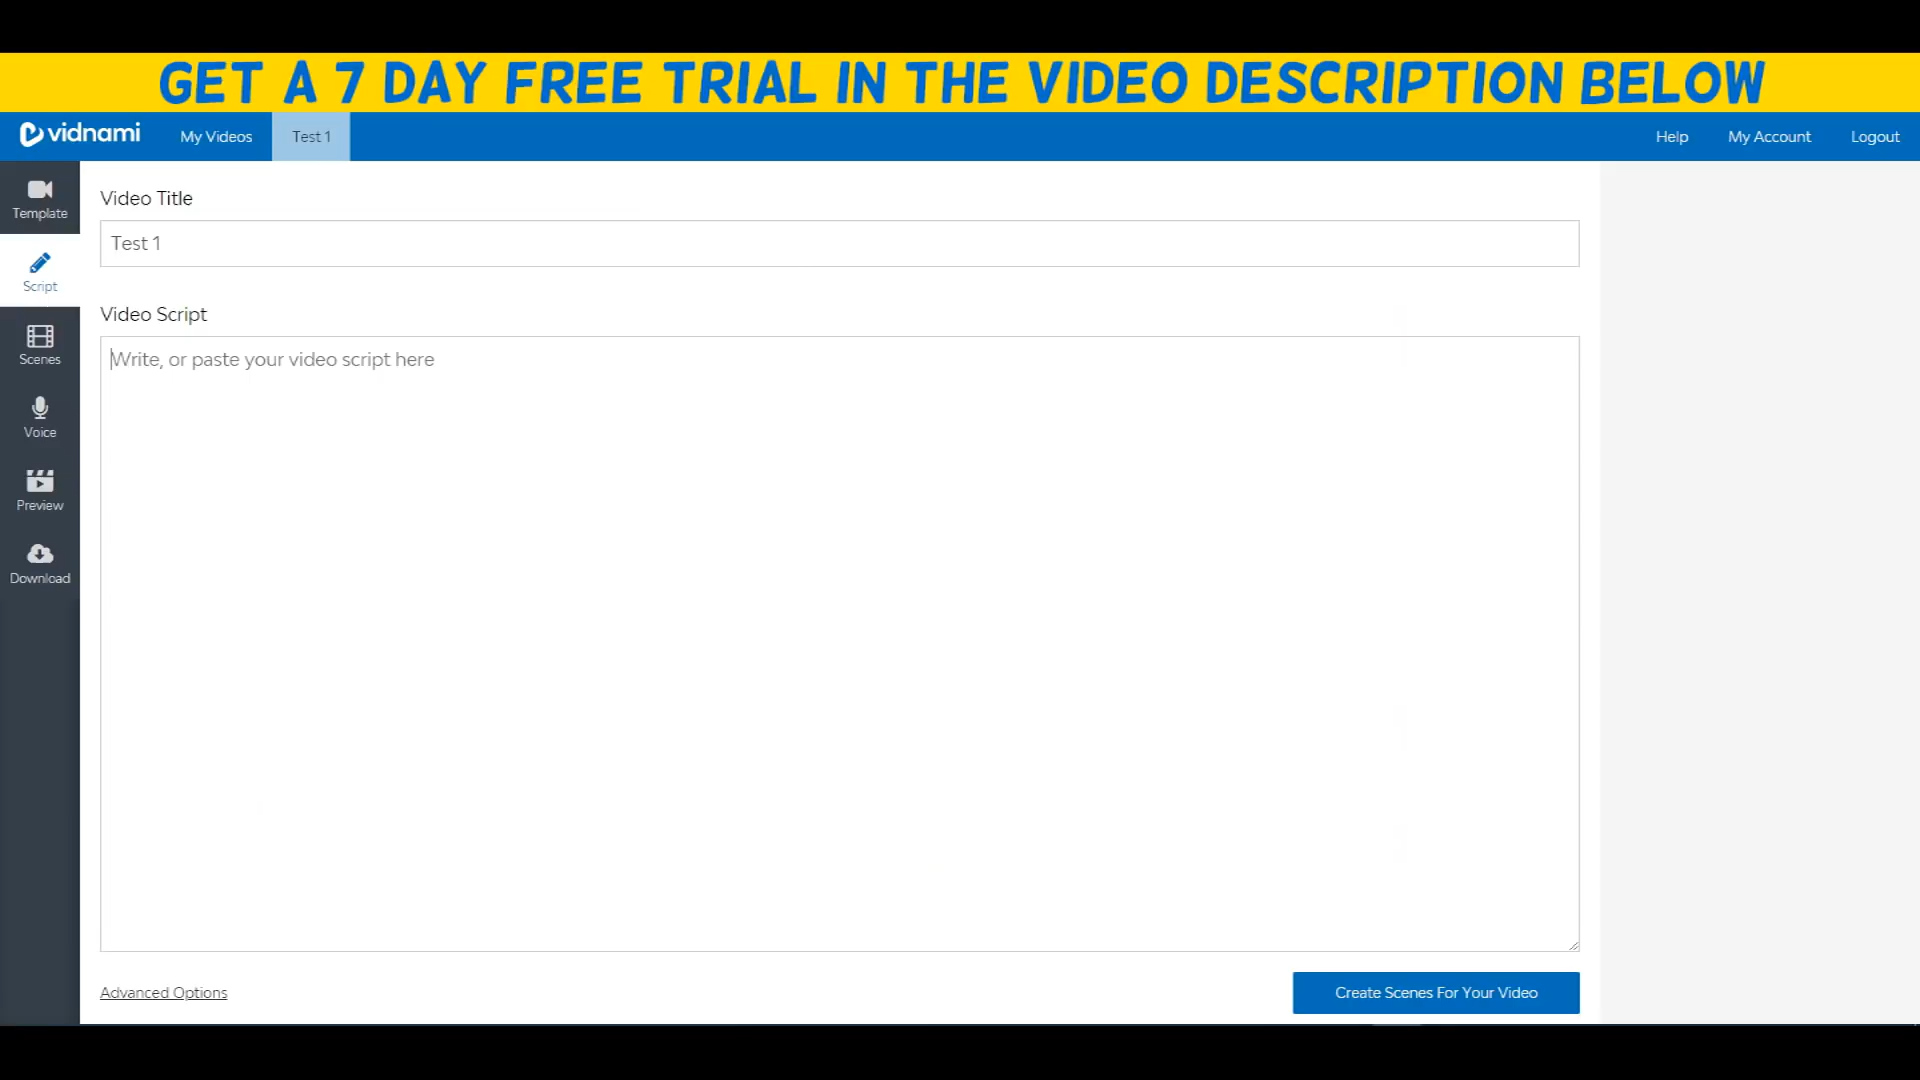 GET A 7 DAY FREE TRIAL IN THE VIDEO DESCRIPTION BELOW
vidnami
My Videos
Test 1
Help
My Account
Logout
Template
Script
Scenes
Voice
Preview
Download
Video Title
Test 1
Video Script
Write, or paste your video script here
Advanced Options
Create Scenes For Your Video